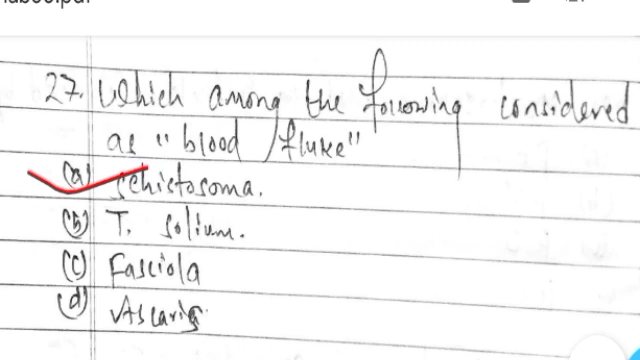 27. Which among the following considered
as "blood fluke"
(a) Schistosoma.
(b) T. solium.
(c) Fasciola
(d) Ascaris